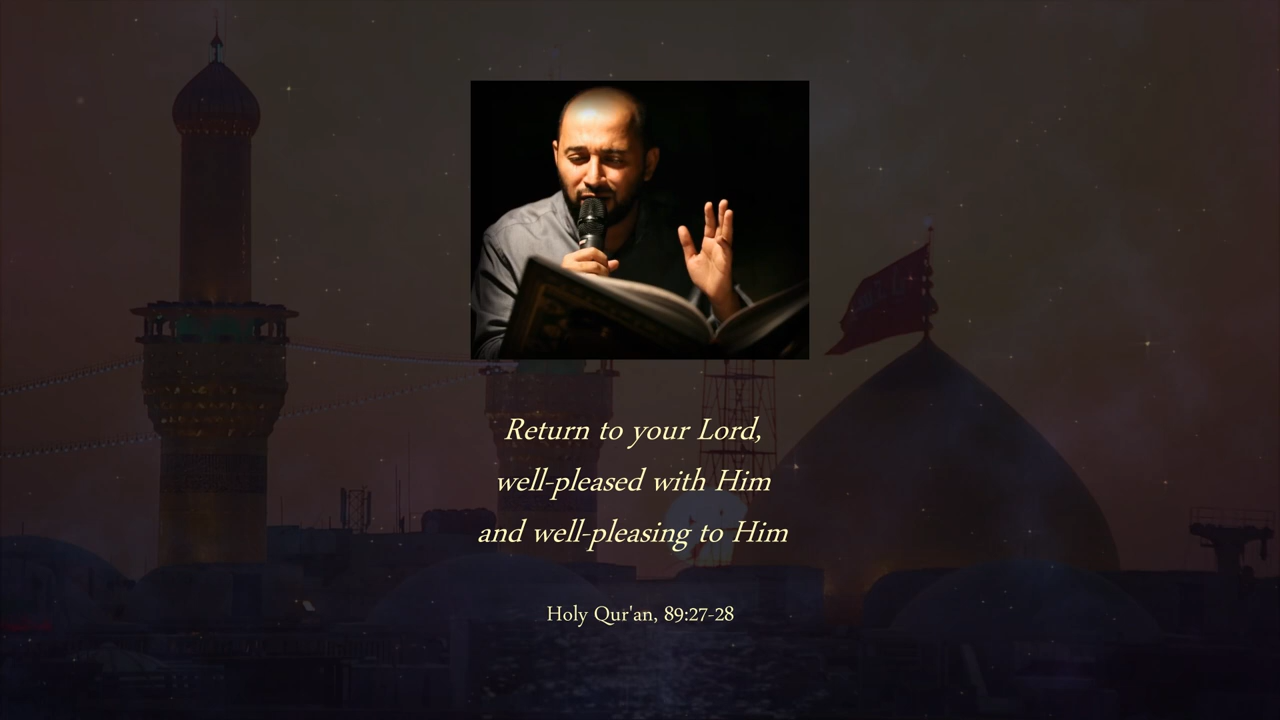 Return to your Lord,
well-pleased with Him
and well-pleasing to Him
Holy Qur'an, 89:27-28